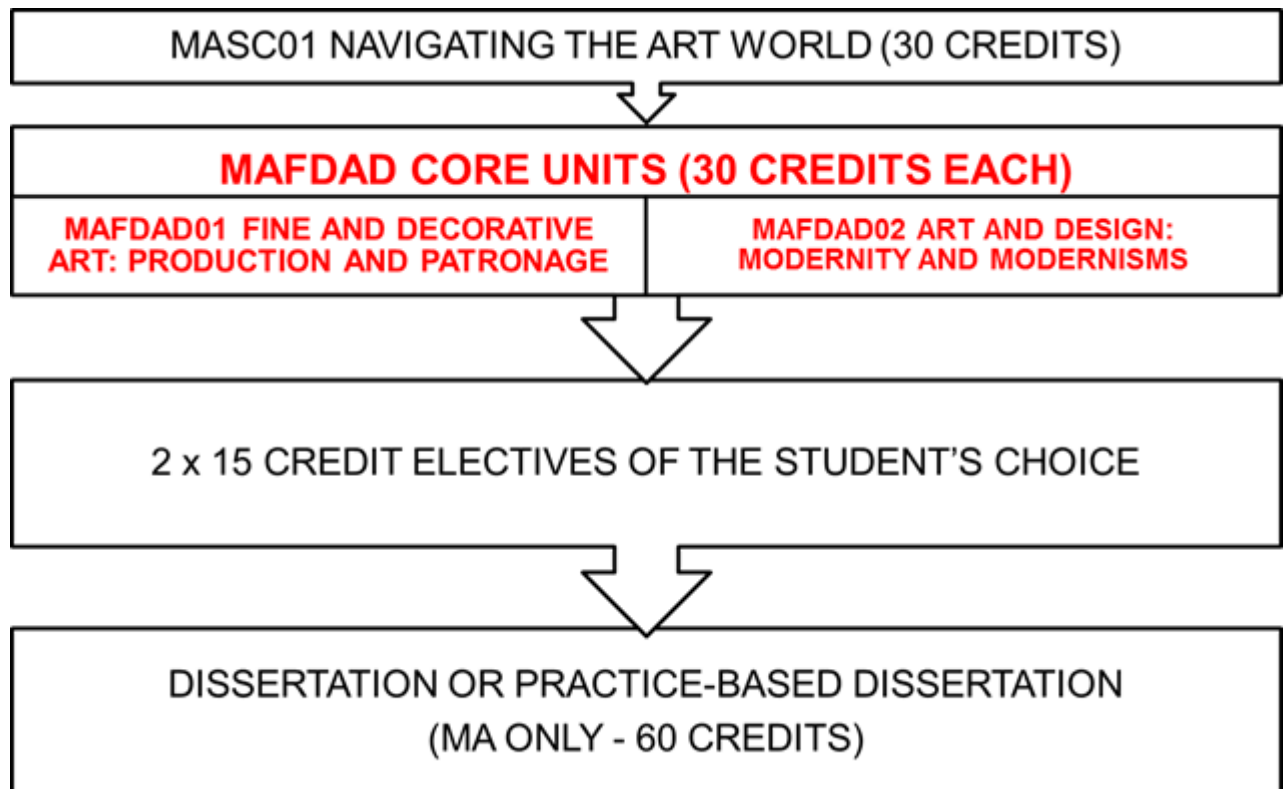 MASC01 NAVIGATING THE ART WORLD (30 CREDITS)
MAFDAD CORE UNITS (30 CREDITS EACH)
MAFDAD01 FINE AND DECORATIVE
ART: PRODUCTION AND PATRONAGE
MAFDAD02 ART AND DESIGN:
MODERNITY AND MODERNISMS
2 x 15 CREDIT ELECTIVES OF THE STUDENT’S CHOICE
DISSERTATION OR PRACTICE-BASED DISSERTATION
(MA ONLY - 60 CREDITS)